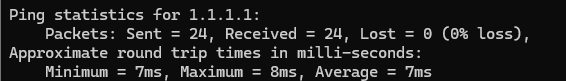 Ping statistics for 1.1.1.1:
    Packets: Sent = 24, Received = 24, Lost = 0 (0% loss),
Approximate round trip times in milli-seconds:
    Minimum = 7ms, Maximum = 8ms, Average = 7ms